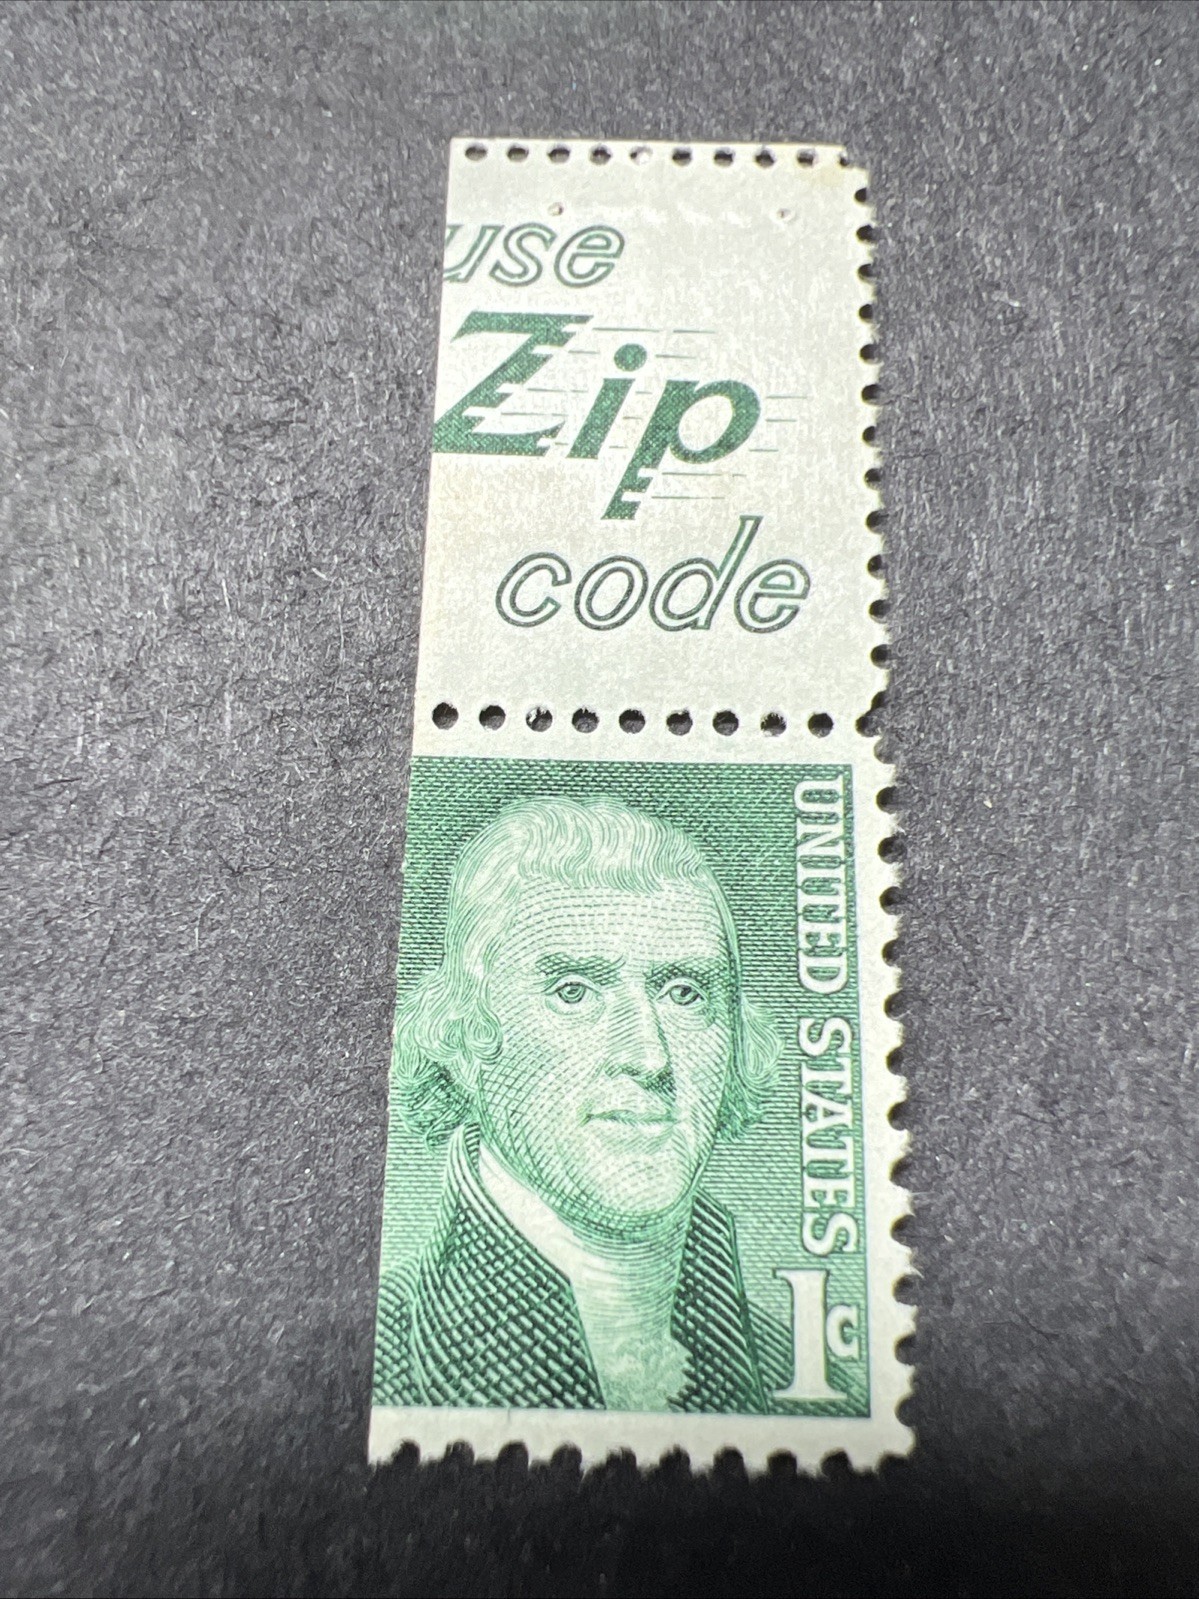 use
Zip
code
UNITED STATES
1c